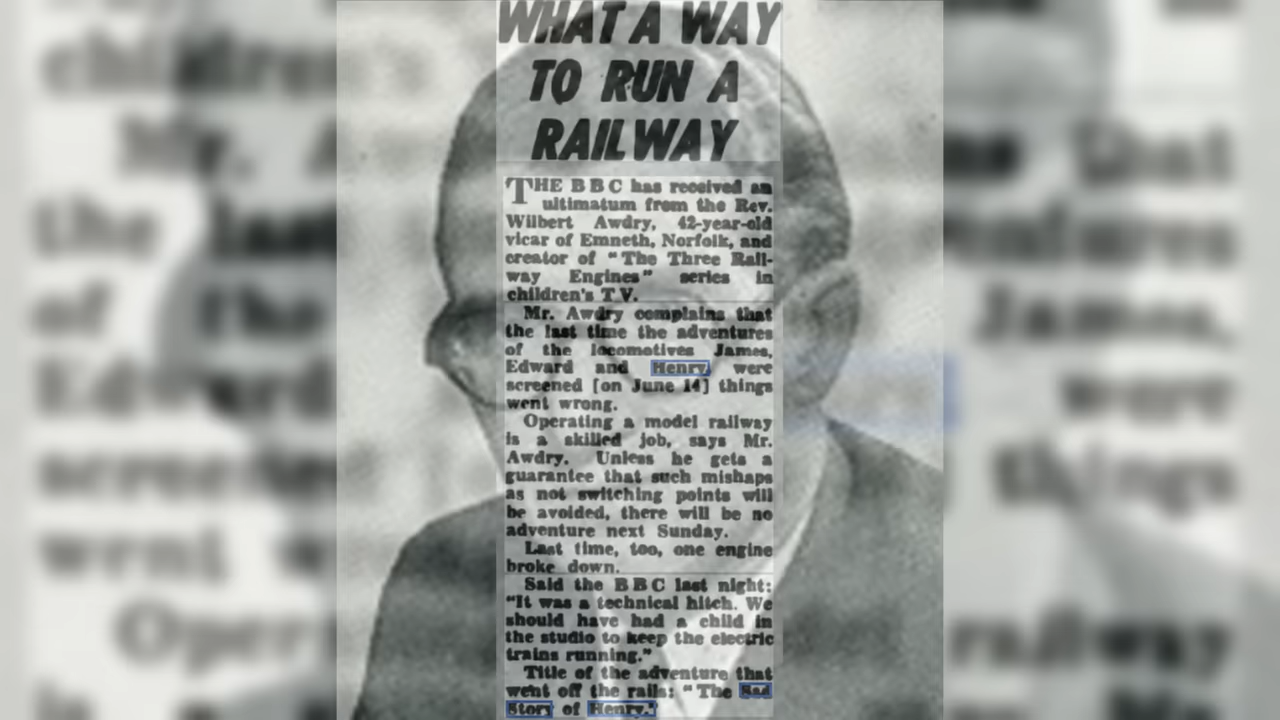 WHAT A WAY
TO RUN A
RAILWAY
THE BBC has received an
ultimatum from the Rev.
Wilbert Awdry, 42-year-old
vicar of Emneth, Norfolk, and
creator of "The Three Rail-
way Engines" series in
children's T V.
Mr. Awdry complains that
the last time the adventures
of the locomotives James,
Edward and Henry, were
screened [on June 14] things
went wrong.
Operating a model railway
is a skilled job, says Mr.
Awdry. Unless he gets a
guarantee that such mishaps
as not switching points will
be avoided, there will be no
adventure next Sunday.
Last time, too, one engine
broke down.
Said the BBC last night:
"It was a technical hitch. We
should have had a child in
the studio to keep the electric
trains running."
Title of the adventure that
went off the rails: "The Sad
Story of Henry."